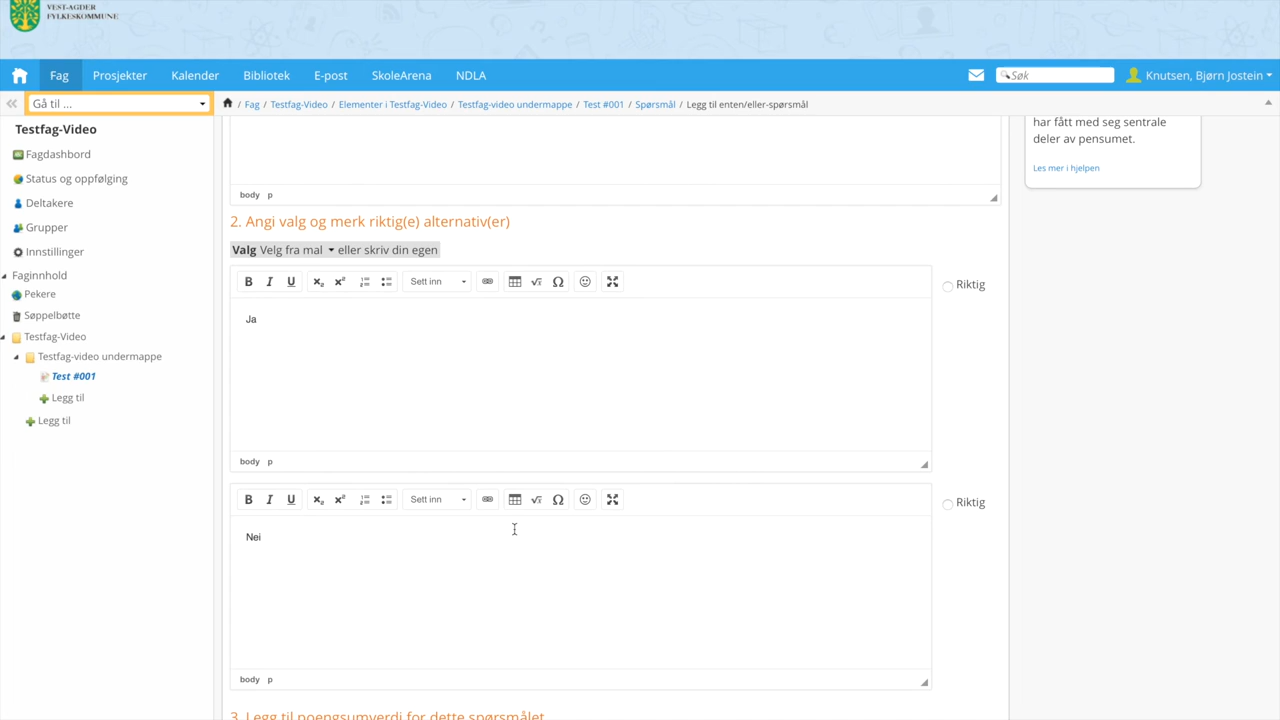 VEST-AGDER
FYLKESKOMMUNE
Fag Prosjekter Kalender Bibliotek E-post SkoleArena NDLA Søk Knutsen, Bjørn Jostein
Gå til ...
Fag / Testfag-Video / Elementer i Testfag-Video / Testfag-video undermappe / Test #001 / Spørsmål / Legg til enten/eller-spørsmål
Testfag-Video
Fagdashbord
Status og oppfølging
Deltakere
Grupper
Innstillinger
Faginnhold
Pekere
Søppelbøtte
Testfag-Video
Testfag-video undermappe
Test #001
Legg til
Legg til
body p
2. Angi valg og merk riktig(e) alternativ(er)
Valg Velg fra mal eller skriv din egen
B I U x₂ x² Sett inn √x Ω
Riktig
Ja
body p
B I U x₂ x² Sett inn √x Ω
Riktig
Nei
body p
3. Legg til poengsumverdi for dette spørsmålet
har fått med seg sentrale
deler av pensumet.
Les mer i hjelpen